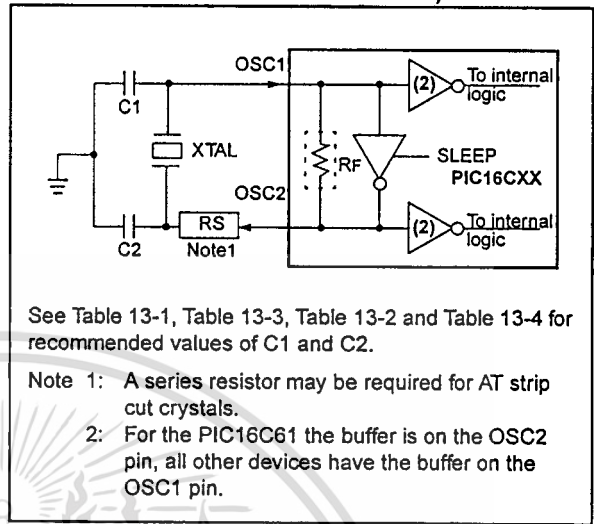 OSC1
To internal
logic
(2)
C1
XTAL
RF
SLEEP
PIC16CXX
OSC2
RS
C2
Note1
(2)
To internal
logic
See Table 13-1, Table 13-3, Table 13-2 and Table 13-4 for
recommended values of C1 and C2.
Note 1: A series resistor may be required for AT strip
cut crystals.
2: For the PIC16C61 the buffer is on the OSC2
pin, all other devices have the buffer on the
OSC1 pin.